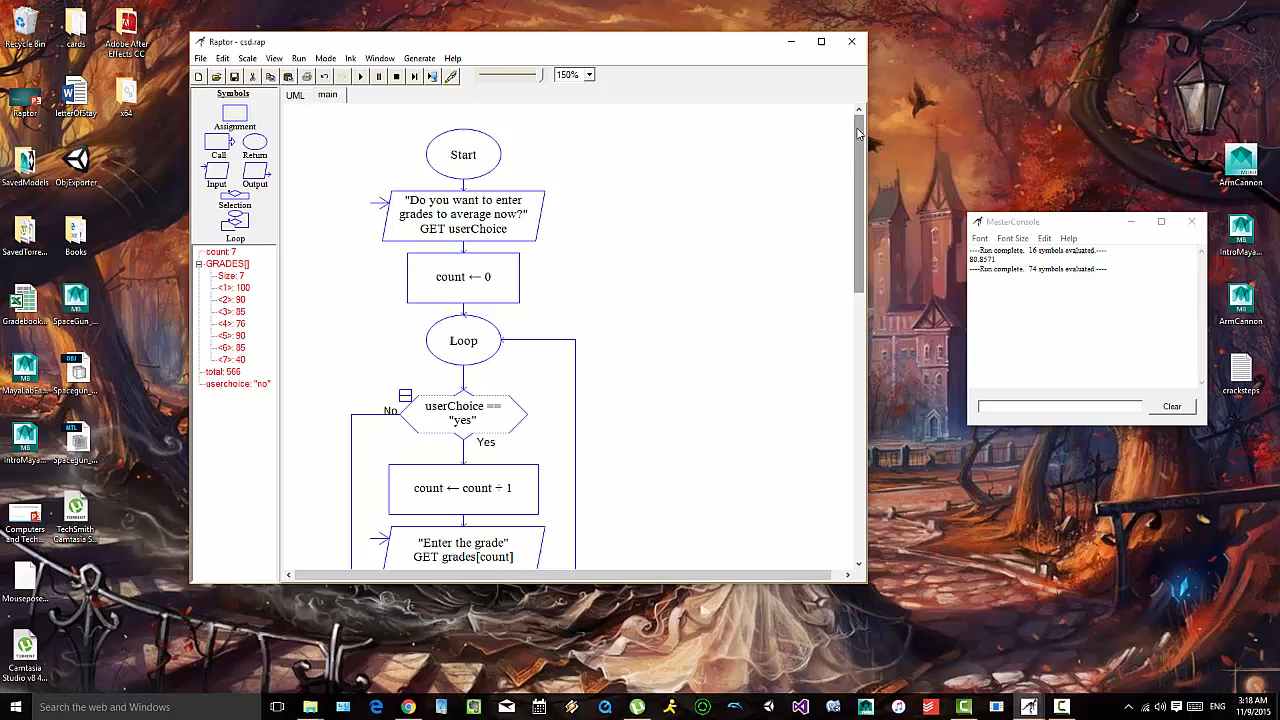 Recycle Bin
cards
Adobe After
Effects CC
Raptor
letterOfStay
x64
SavedModels
ObjExporter
SavedTorre...
Books
Gradebook...
SpaceGun_...
MayaLabEx...
Spacegun_...
IntroMaya...
Spacegun_...
Computers
and Tech...
TechSmith
Camtasia S...
Mousepose...
Camtasia
Studio v8 4...
Raptor - csd.rap
File Edit Scale View Run Mode Ink Window Generate Help
150%
Symbols
Assignment
Call
Return
Input
Output
Selection
Loop
count: 7
GRADES[]
Size: 7
<1>: 100
<2>: 90
<3>: 85
<4>: 76
<5>: 90
<6>: 85
<7>: 40
total: 566
userchoice: "no"
UML main
Start
"Do you want to enter
grades to average now?"
GET userChoice
count ← 0
Loop
No
userChoice ==
"yes"
Yes
count ← count + 1
"Enter the grade"
GET grades[count]
MasterConsole
Font Font Size Edit Help
----Run complete. 16 symbols evaluated.----
80.8571
----Run complete. 74 symbols evaluated.----
Clear
ArmCannon
IntroMaya...
ArmCannon
cracksteps
Search the web and Windows
ENG
3:18 AM
11/9/2015